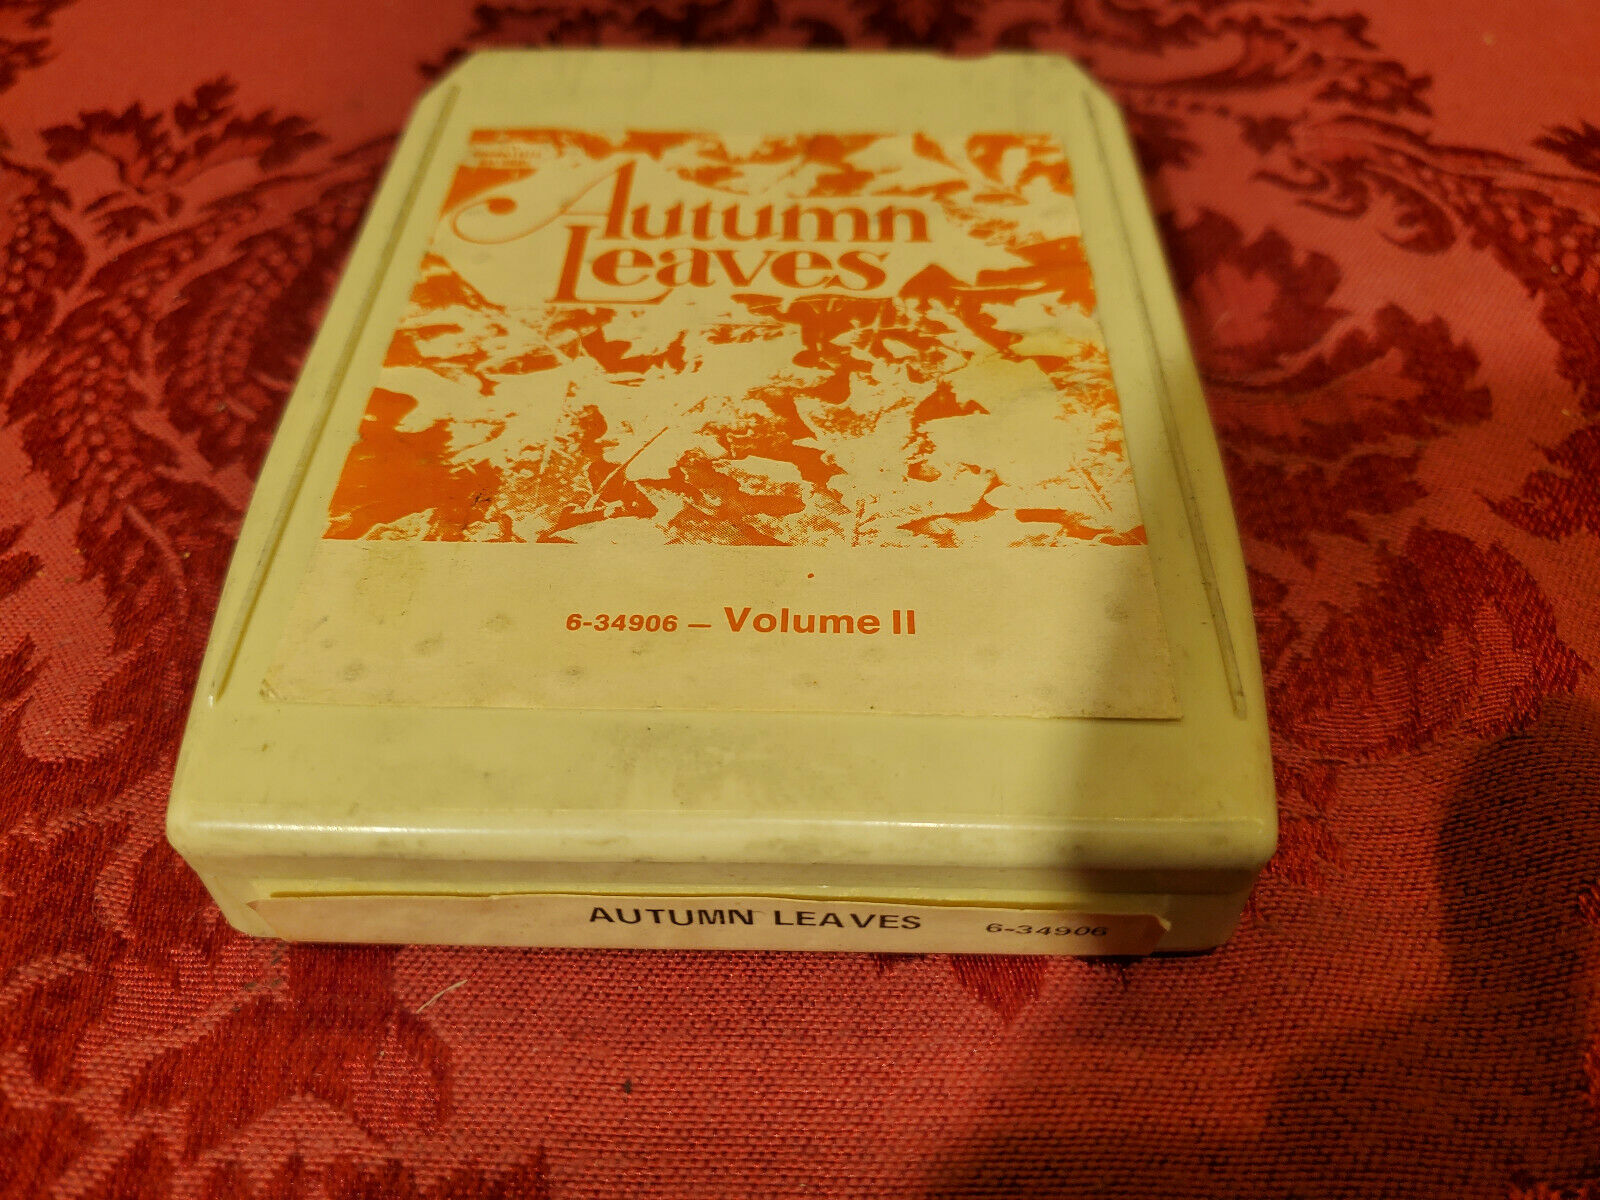 Autumn
Leaves
6-34906 — Volume II
AUTUMN LEAVES 6-34906